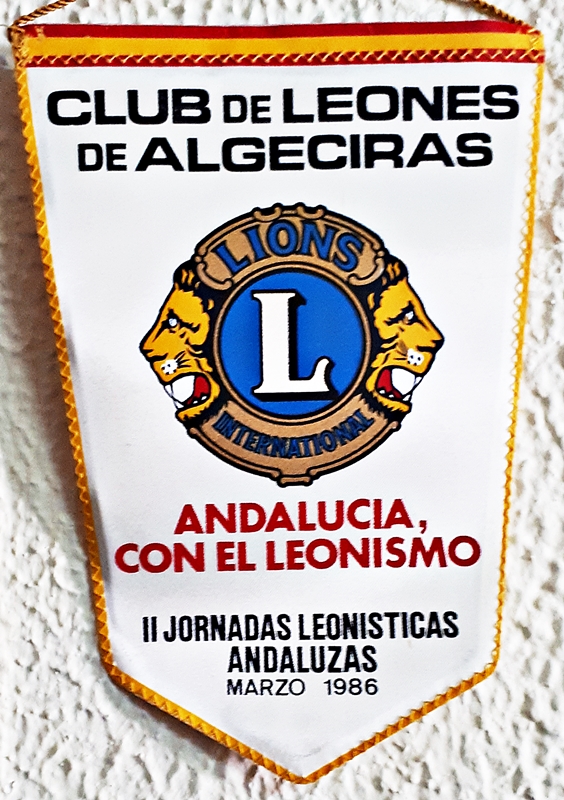 CLUB DE LEONES
DE ALGECIRAS
LIONS
L
INTERNATIONAL
ANDALUCIA,
CON EL LEONISMO
II JORNADAS LEONISTICAS
ANDALUZAS
MARZO 1986